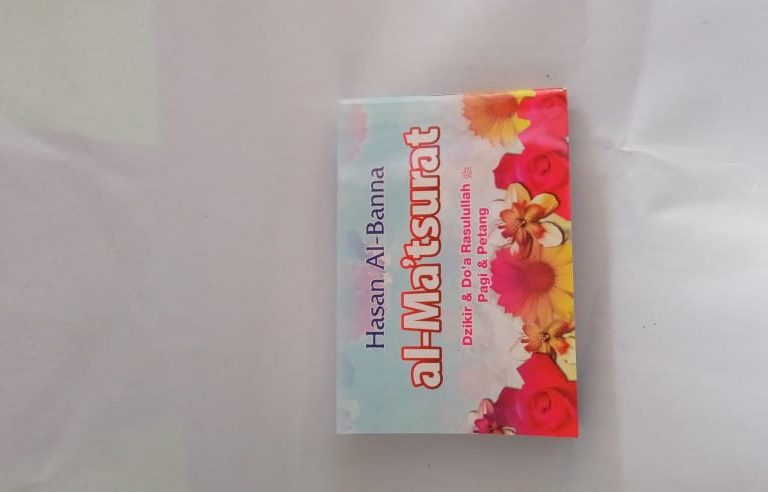 Hasan Al-Banna
al-Ma'tsurat
Dzikir & Do'a Rasulullah ﷺ
Pagi & Petang